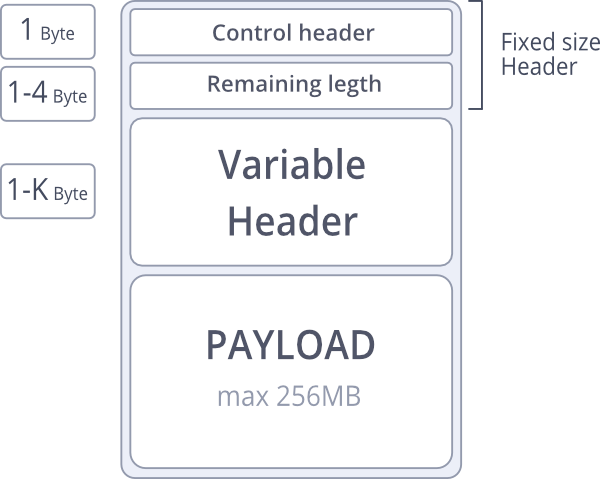 1 Byte
Control header
Fixed size
Header
1-4 Byte
Remaining legth
1-K Byte
Variable
Header
PAYLOAD
max 256MB